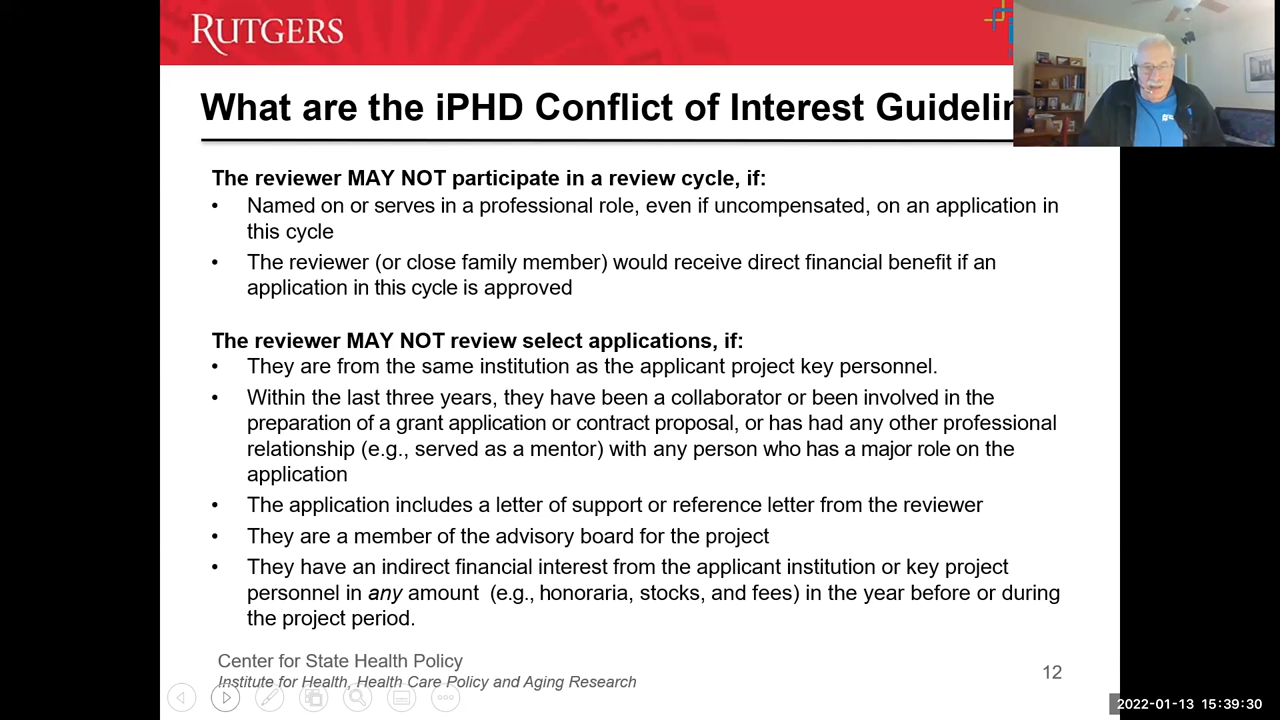 RUTGERS
What are the iPHD Conflict of Interest
The reviewer MAY NOT participate in a review cycle, if:
• Named on or serves in a professional role, even if uncompensated, on an application in
this cycle
• The reviewer (or close family member) would receive direct financial benefit if an
application in this cycle is approved
The reviewer MAY NOT review select applications, if:
• They are from the same institution as the applicant project key personnel.
• Within the last three years, they have been a collaborator or been involved in the
preparation of a grant application or contract proposal, or has had any other professional
relationship (e.g., served as a mentor) with any person who has a major role on the
application
• The application includes a letter of support or reference letter from the reviewer
• They are a member of the advisory board for the project
• They have an indirect financial interest from the applicant institution or key project
personnel in any amount (e.g., honoraria, stocks, and fees) in the year before or during
the project period.
Center for State Health Policy
Institute for Health, Health Care Policy and Aging Research
12
2022-01-13 15:39:30